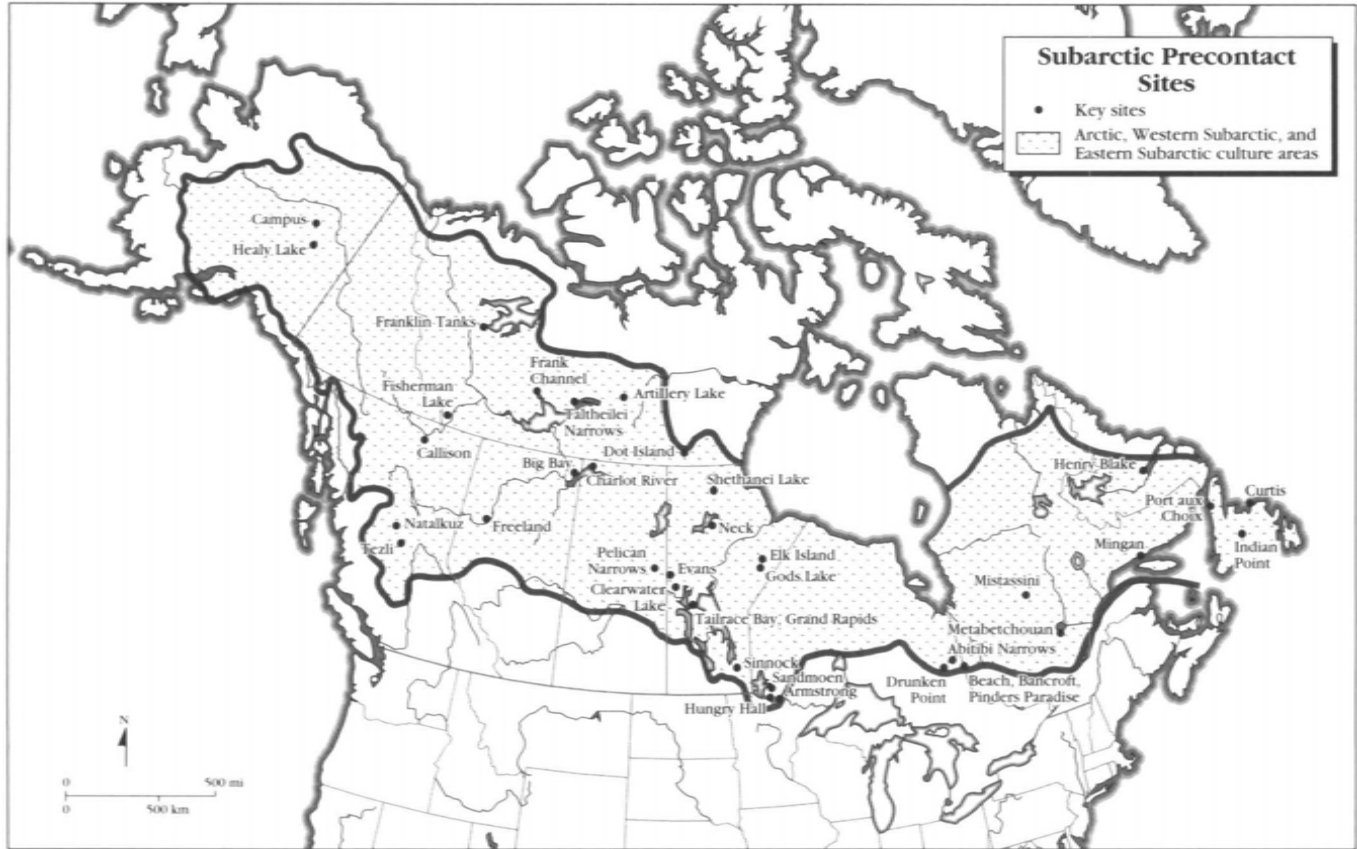 Subarctic Precontact
Sites
Key sites
Arctic, Western Subarctic, and
Eastern Subarctic culture areas
Campus
Healy Lake
Franklin Tanks
Frank
Channel
Artillery Lake
Fisherman
Lake
Taltheilei
Narrows
Callison
Dot Island
Big Bay
Charlot River
Shethanei Lake
Henry Blake
Port aux
Choix
Curtis
Natalkuz
Freeland
Neck
Tezli
Mingan
Indian
Point
Pelican
Narrows
Evans
Elk Island
Gods Lake
Clearwater
Lake
Mistassini
Tailrace Bay, Grand Rapids
Metabetchouan
Abitibi Narrows
Sinnock
Sandmoen
Armstrong
Hungry Hall
Drunken
Point
Beach, Bancroft,
Pinders Paradise
N
0 500 mi
0 500 km